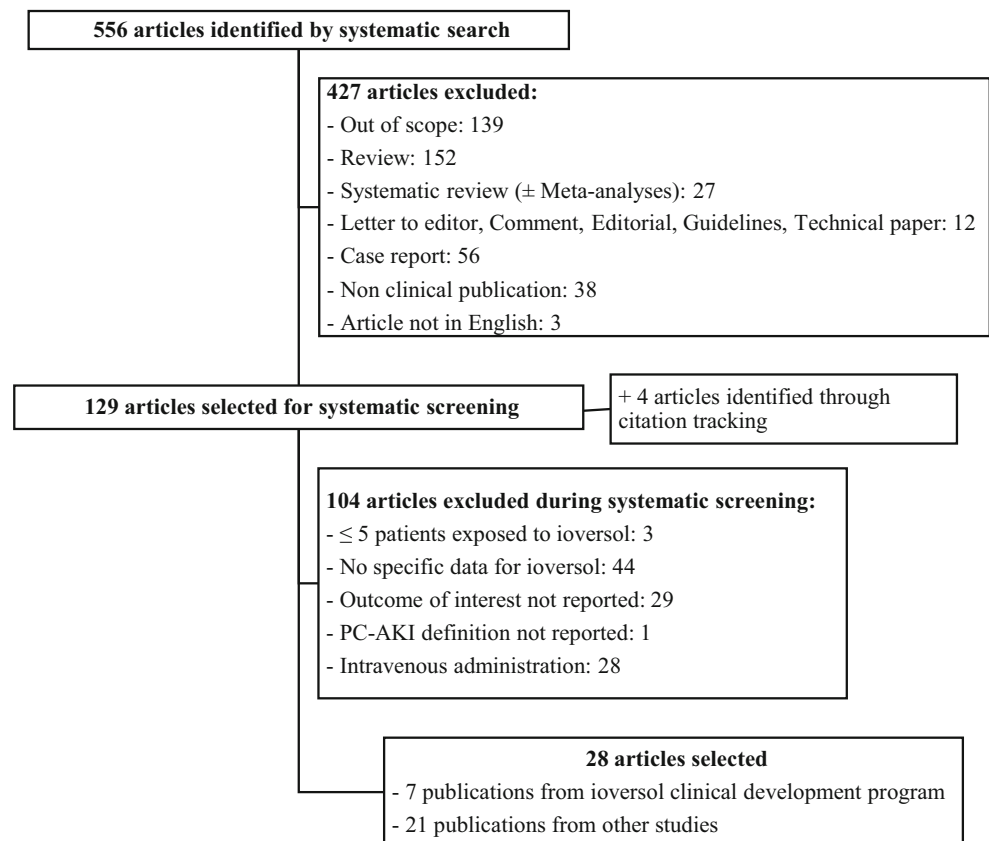 556 articles identified by systematic search
427 articles excluded:
- Out of scope: 139
- Review: 152
- Systematic review (± Meta-analyses): 27
- Letter to editor, Comment, Editorial, Guidelines, Technical paper: 12
- Case report: 56
- Non clinical publication: 38
- Article not in English: 3
129 articles selected for systematic screening
+ 4 articles identified through
citation tracking
104 articles excluded during systematic screening:
- ≤ 5 patients exposed to ioversol: 3
- No specific data for ioversol: 44
- Outcome of interest not reported: 29
- PC-AKI definition not reported: 1
- Intravenous administration: 28
28 articles selected
- 7 publications from ioversol clinical development program
- 21 publications from other studies